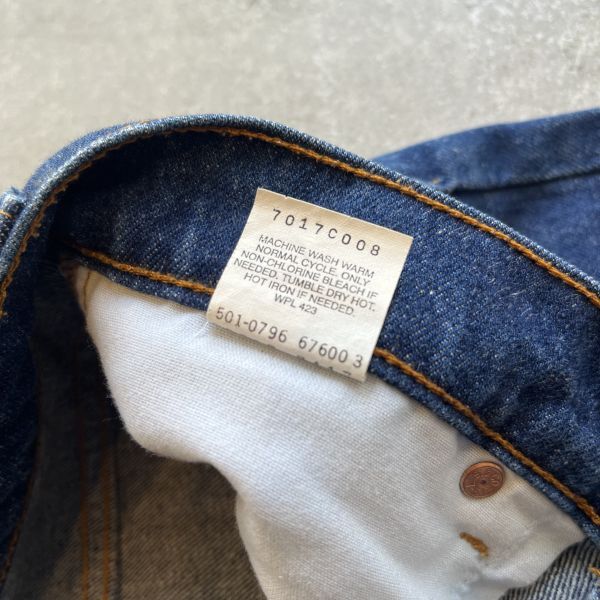 7017C008
MACHINE WASH WARM
NORMAL CYCLE. ONLY
NON-CHLORINE BLEACH IF
NEEDED. TUMBLE DRY HOT.
HOT IRON IF NEEDED.
WPL 423
501-0796 67600 3